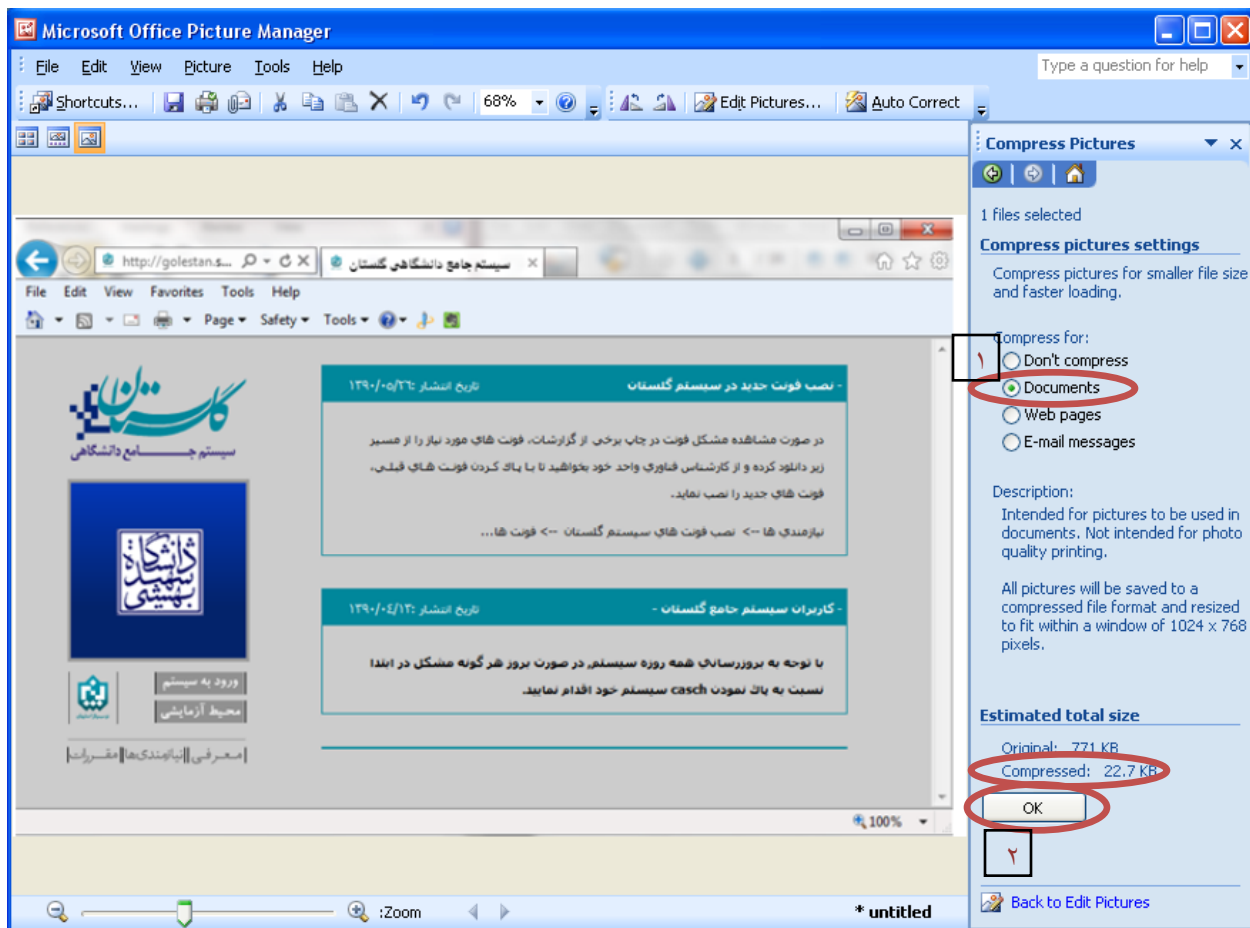 Microsoft Office Picture Manager
File Edit View Picture Tools Help
Type a question for help
Shortcuts... 68% Edit Pictures... Auto Correct
Compress Pictures
1 files selected
Compress pictures settings
Compress pictures for smaller file size
and faster loading.
Compress for:
۱
Don't compress
Documents
Web pages
E-mail messages
Description:
Intended for pictures to be used in
documents. Not intended for photo
quality printing.
All pictures will be saved to a
compressed file format and resized
to fit within a window of 1024 x 768
pixels.
Estimated total size
Original: 771 KB
Compressed: 22.7 KB
OK
۲
Back to Edit Pictures
http://golestan.s... سیستم جامع دانشگاهی گلستان
File Edit View Favorites Tools Help
Page Safety Tools
گلستان
سیستم جـــــامع دانشگاهی
دانشگاه
شهید
بهشتی
ورود به سیستم
محیط آزمایشی
|معرفی||نیازمندی‌ها||مقررات|
- نصب فونت جدید در سیستم گلستان تاریخ انتشار :۱۳۹۰/۰۵/۲٦
در صورت مشاهده مشکل فونت در چاپ برخی از گزارشات، فونت های مورد نیاز را از مسیر
زیر دانلود کرده و از کارشناس فناوری واحد خود بخواهید تا با پاك کردن فونت های قبلی،
فونت های جدید را نصب نماید.
نیازمندی ها --> نصب فونت های سیستم گلستان --> فونت ها...
- کاربران سیستم جامع گلستان - تاریخ انتشار :۱۳۹۰/۰٤/۱۳
با توجه به بروزرسانی همه روزه سیستم, در صورت بروز هر گونه مشکل در ابتدا
نسبت به پاك نمودن casch سیستم خود اقدام نمایید.
100%
:Zoom
* untitled